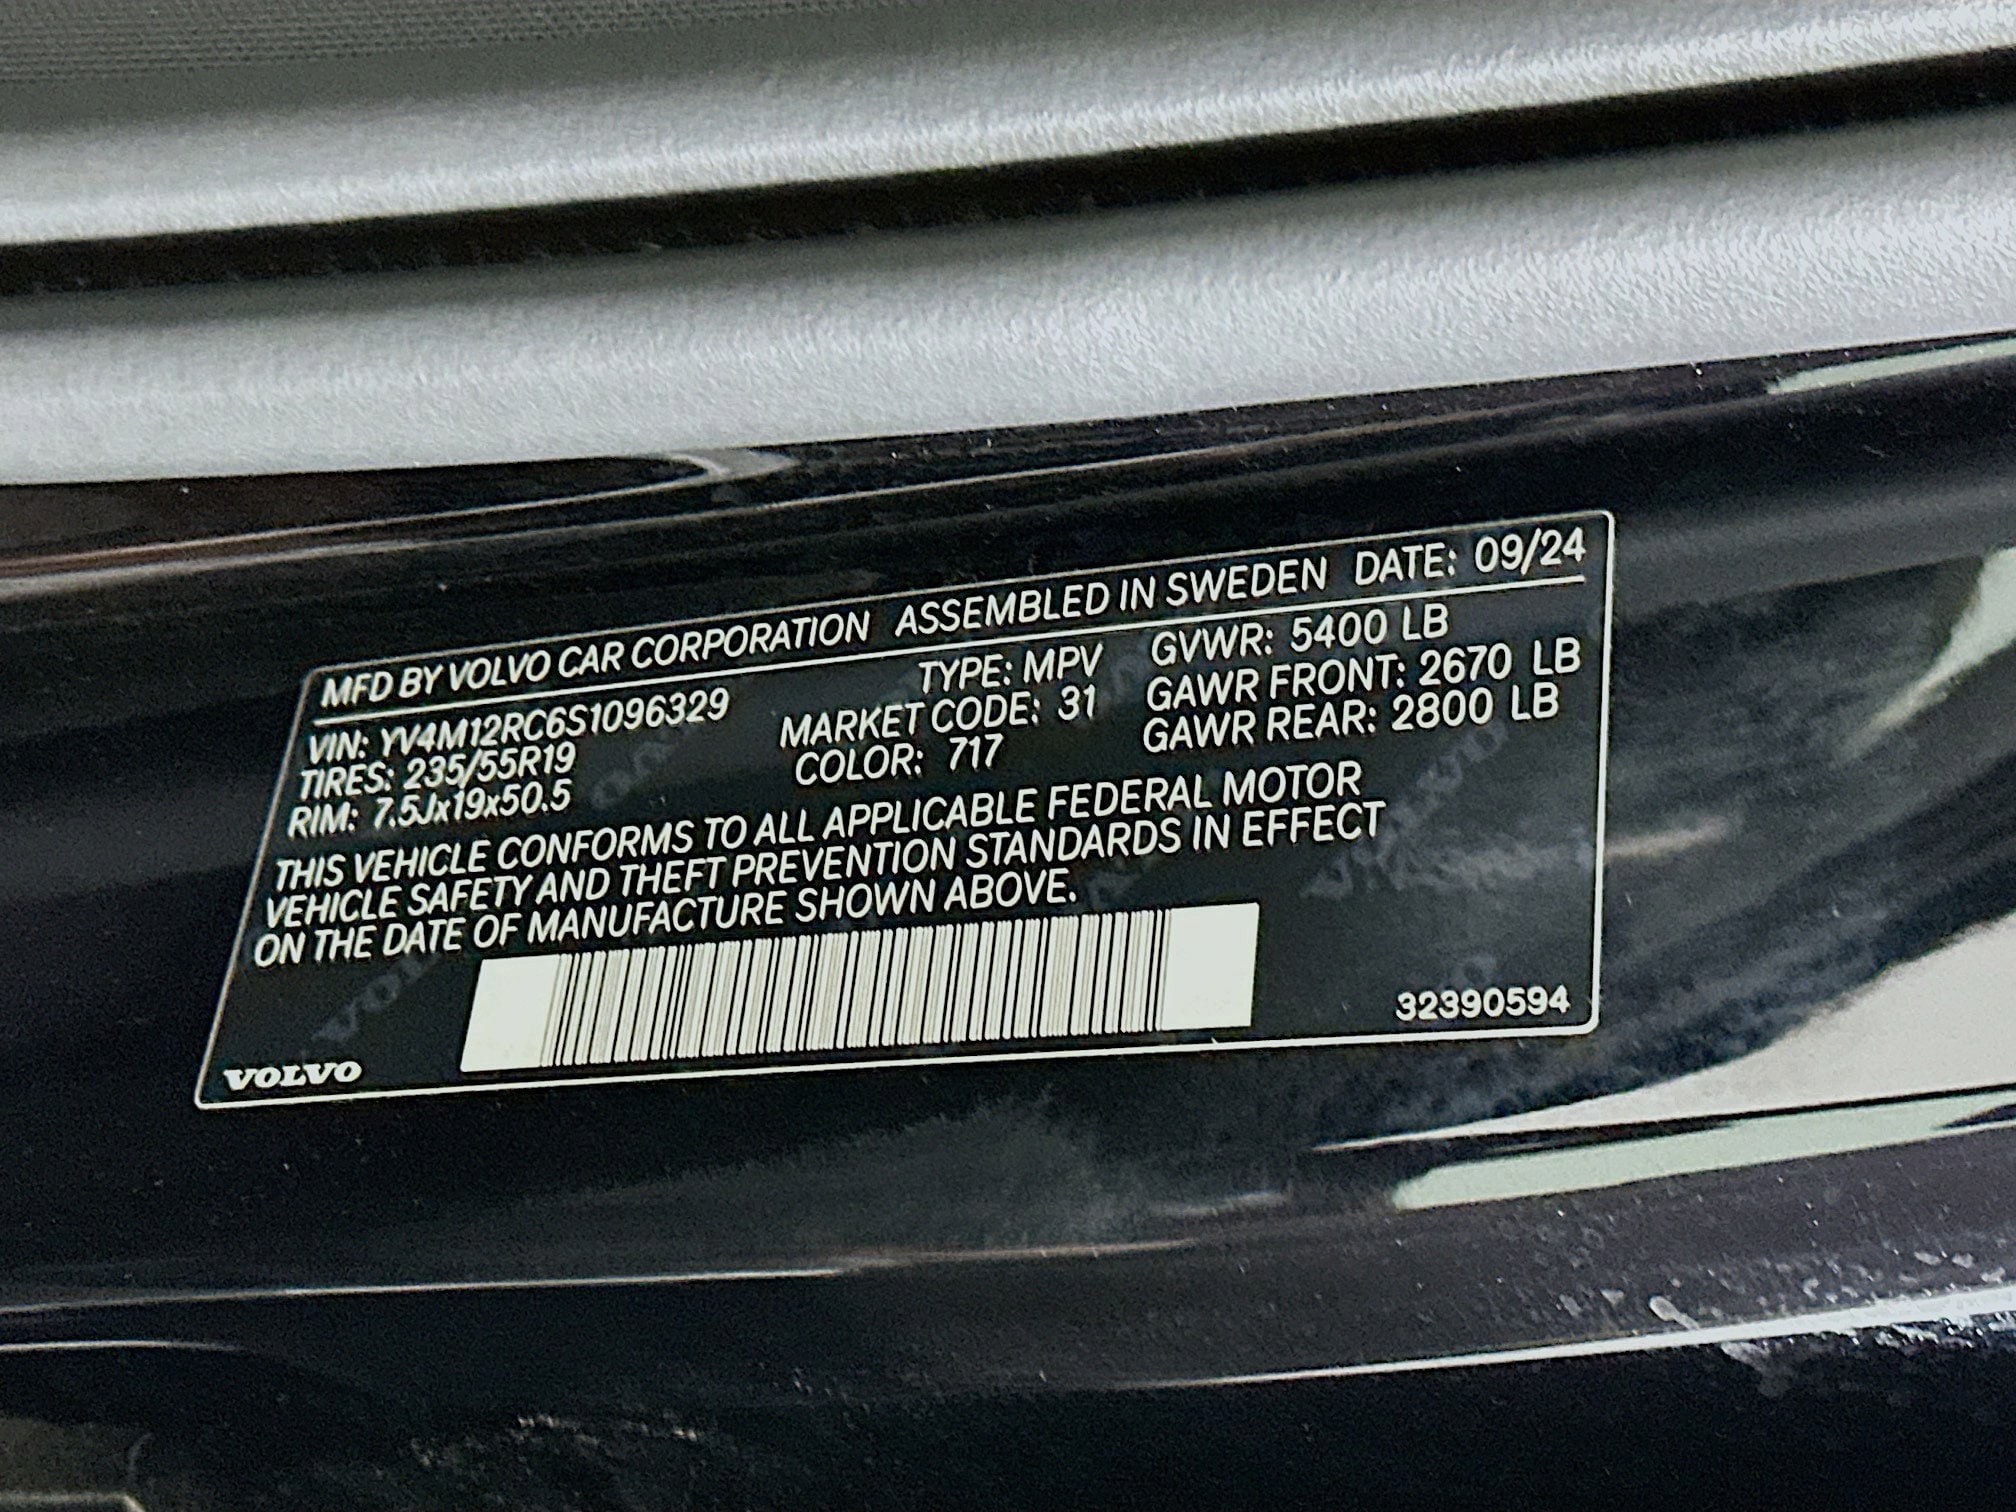 MFD BY VOLVO CAR CORPORATION ASSEMBLED IN SWEDEN DATE: 09/24
VIN: YV4M12RC6S1096329 TYPE: MPV GVWR: 5400 LB
TIRES: 235/55R19 MARKET CODE: 31 GAWR FRONT: 2670 LB
RIM: 7.5Jx19x50.5 COLOR: 717 GAWR REAR: 2800 LB
THIS VEHICLE CONFORMS TO ALL APPLICABLE FEDERAL MOTOR
VEHICLE SAFETY AND THEFT PREVENTION STANDARDS IN EFFECT
ON THE DATE OF MANUFACTURE SHOWN ABOVE.
VOLVO 32390594